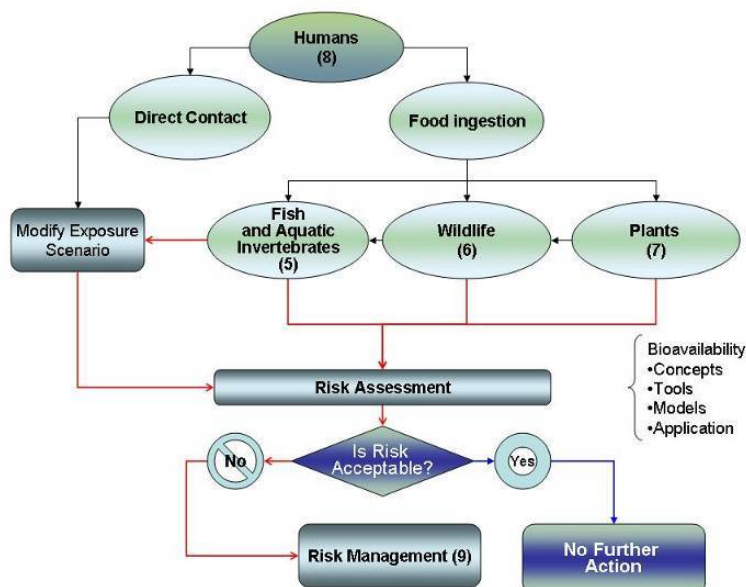 Humans
(8)
Direct Contact
Food ingestion
Modify Exposure
Scenario
Fish
and Aquatic
Invertebrates
(5)
Wildlife
(6)
Plants
(7)
Risk Assessment
Bioavailability
•Concepts
•Tools
•Models
•Application
Is Risk
Acceptable?
No
Yes
Risk Management (9)
No Further
Action